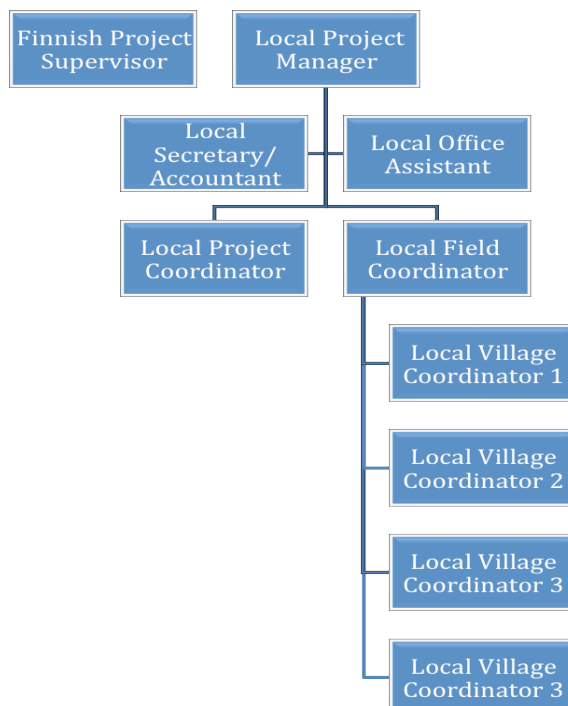 Finnish Project
Supervisor
Local Project
Manager
Local
Secretary/
Accountant
Local Office
Assistant
Local Project
Coordinator
Local Field
Coordinator
Local Village
Coordinator 1
Local Village
Coordinator 2
Local Village
Coordinator 3
Local Village
Coordinator 3